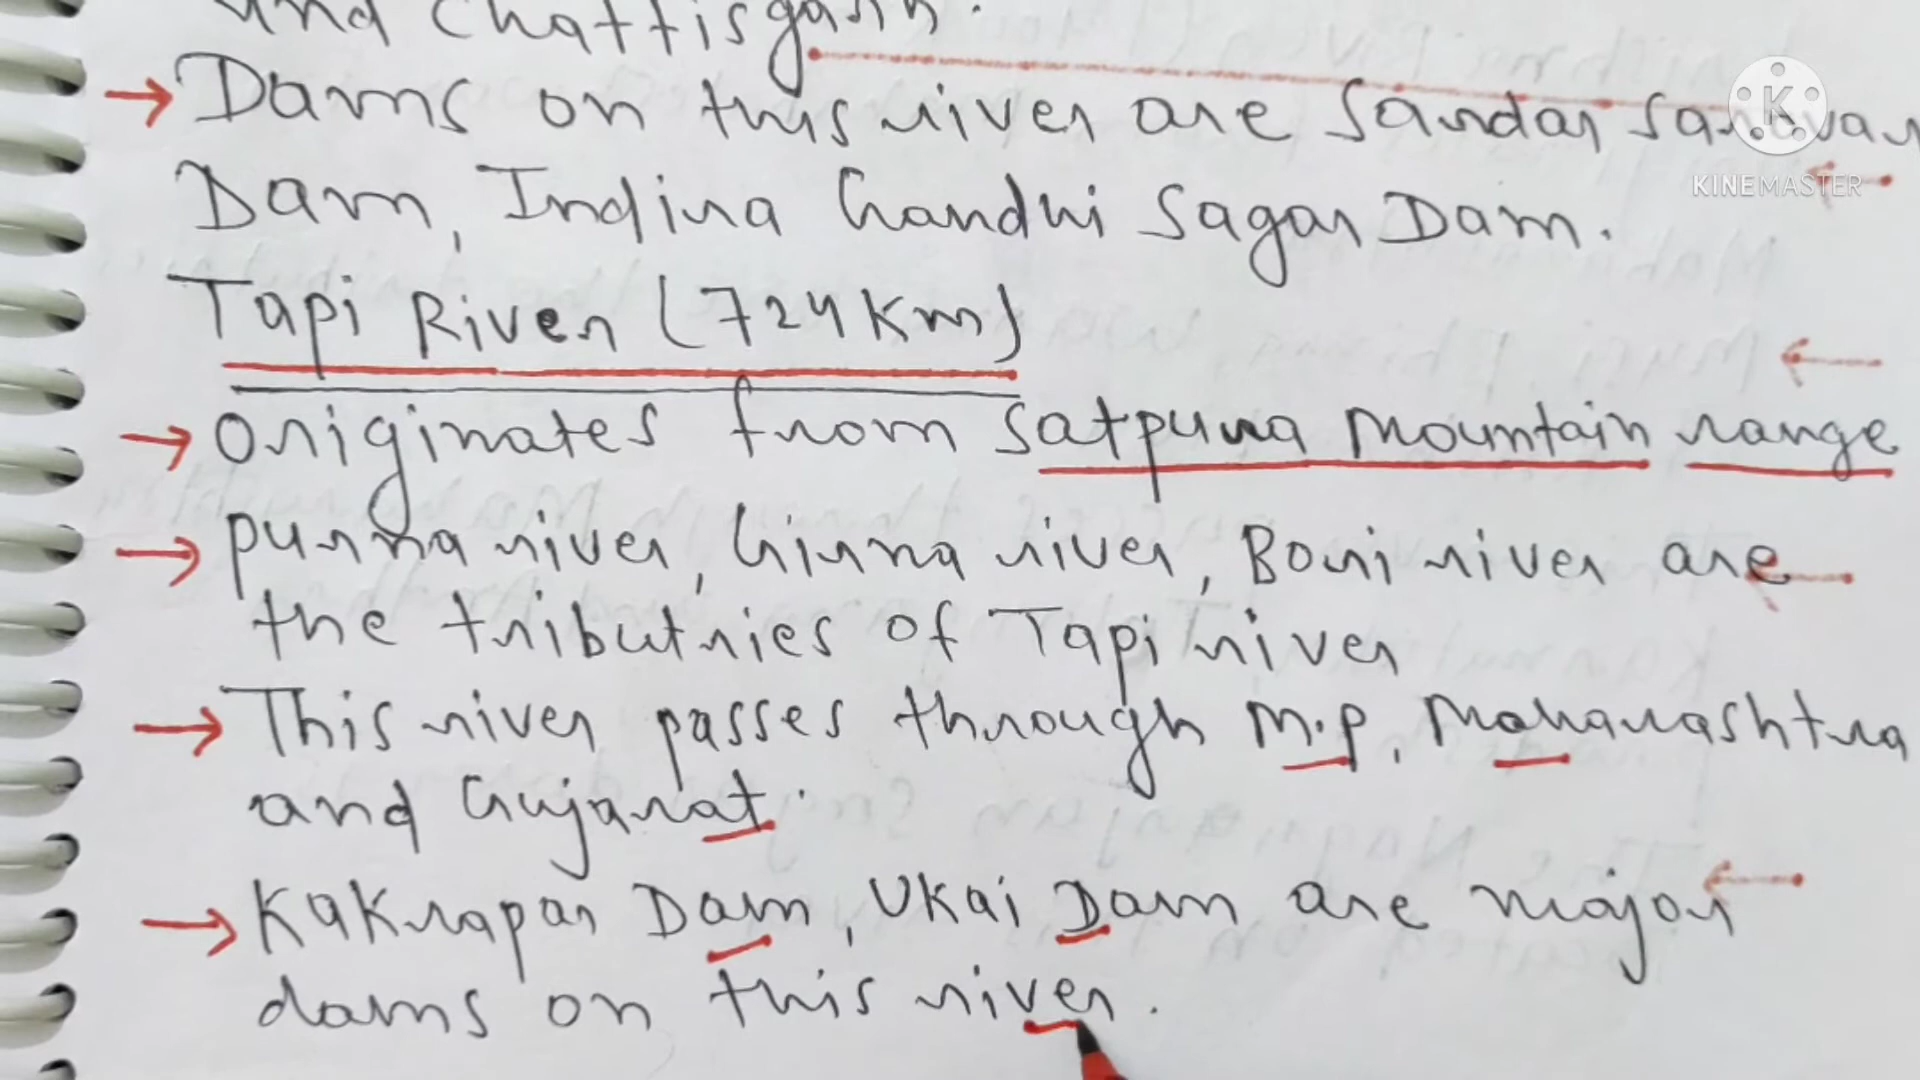 and Chattisgarh.
→ Dams on this river are Sardar Sarovar
Dam, Indira Gandhi Sagar Dam.
Tapi River (724 Km)
→ Originates from Satpura Mountain range
→ Purna river, Girna river, Bori river are
the tributries of Tapi river
→ This river passes through M.P, Maharashtra
and Gujarat.
→ Kakrapar Dam, Ukai Dam are major
dams on this river.
K
KINEMASTER